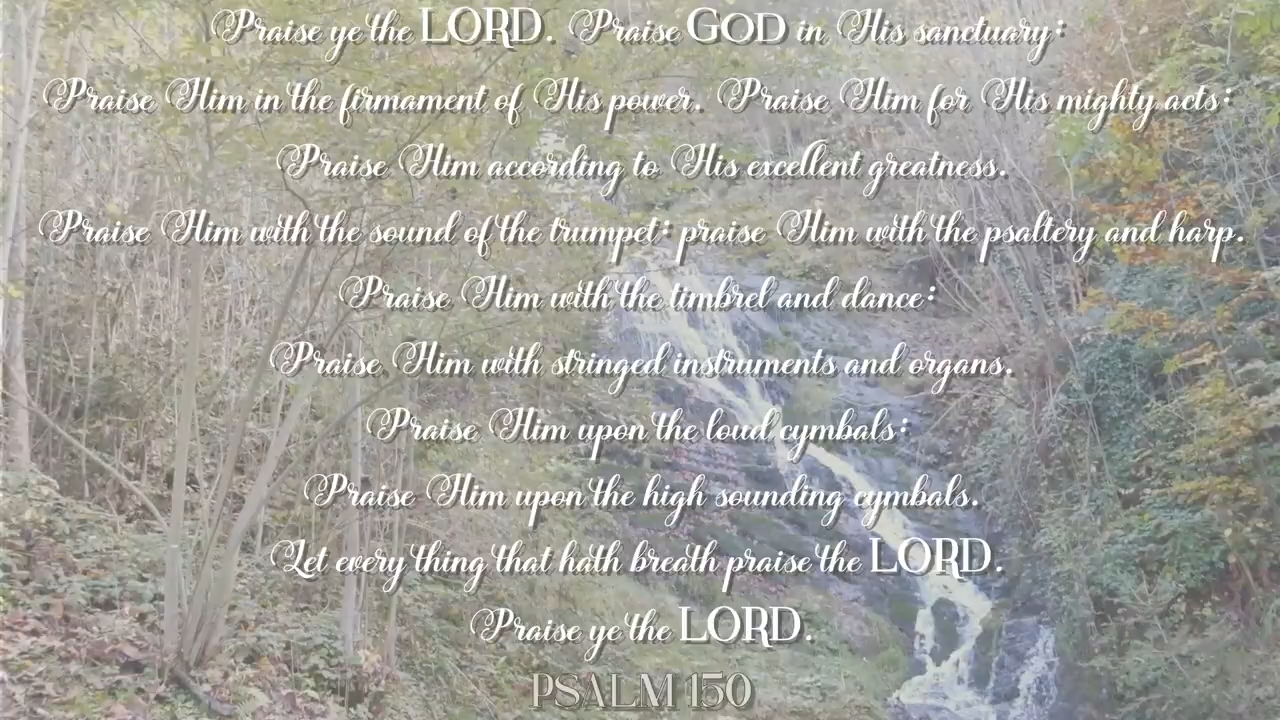 Praise ye the LORD. Praise GOD in His sanctuary:
Praise Him in the firmament of His power. Praise Him for His mighty acts:
Praise Him according to His excellent greatness.
Praise Him with the sound of the trumpet: praise Him with the psaltery and harp.
Praise Him with the timbrel and dance:
Praise Him with stringed instruments and organs.
Praise Him upon the loud cymbals:
Praise Him upon the high sounding cymbals.
Let every thing that hath breath praise the LORD.
Praise ye the LORD.
PSALM 150